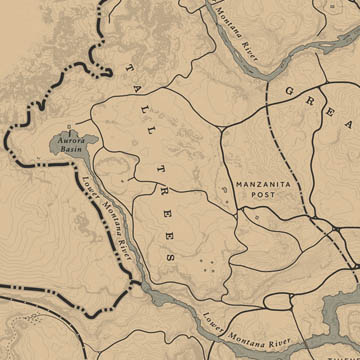 Montana River
GREA
TALL TREES
Aurora
Basin
MANZANITA
POST
Lower Montana River
Lower Montana River